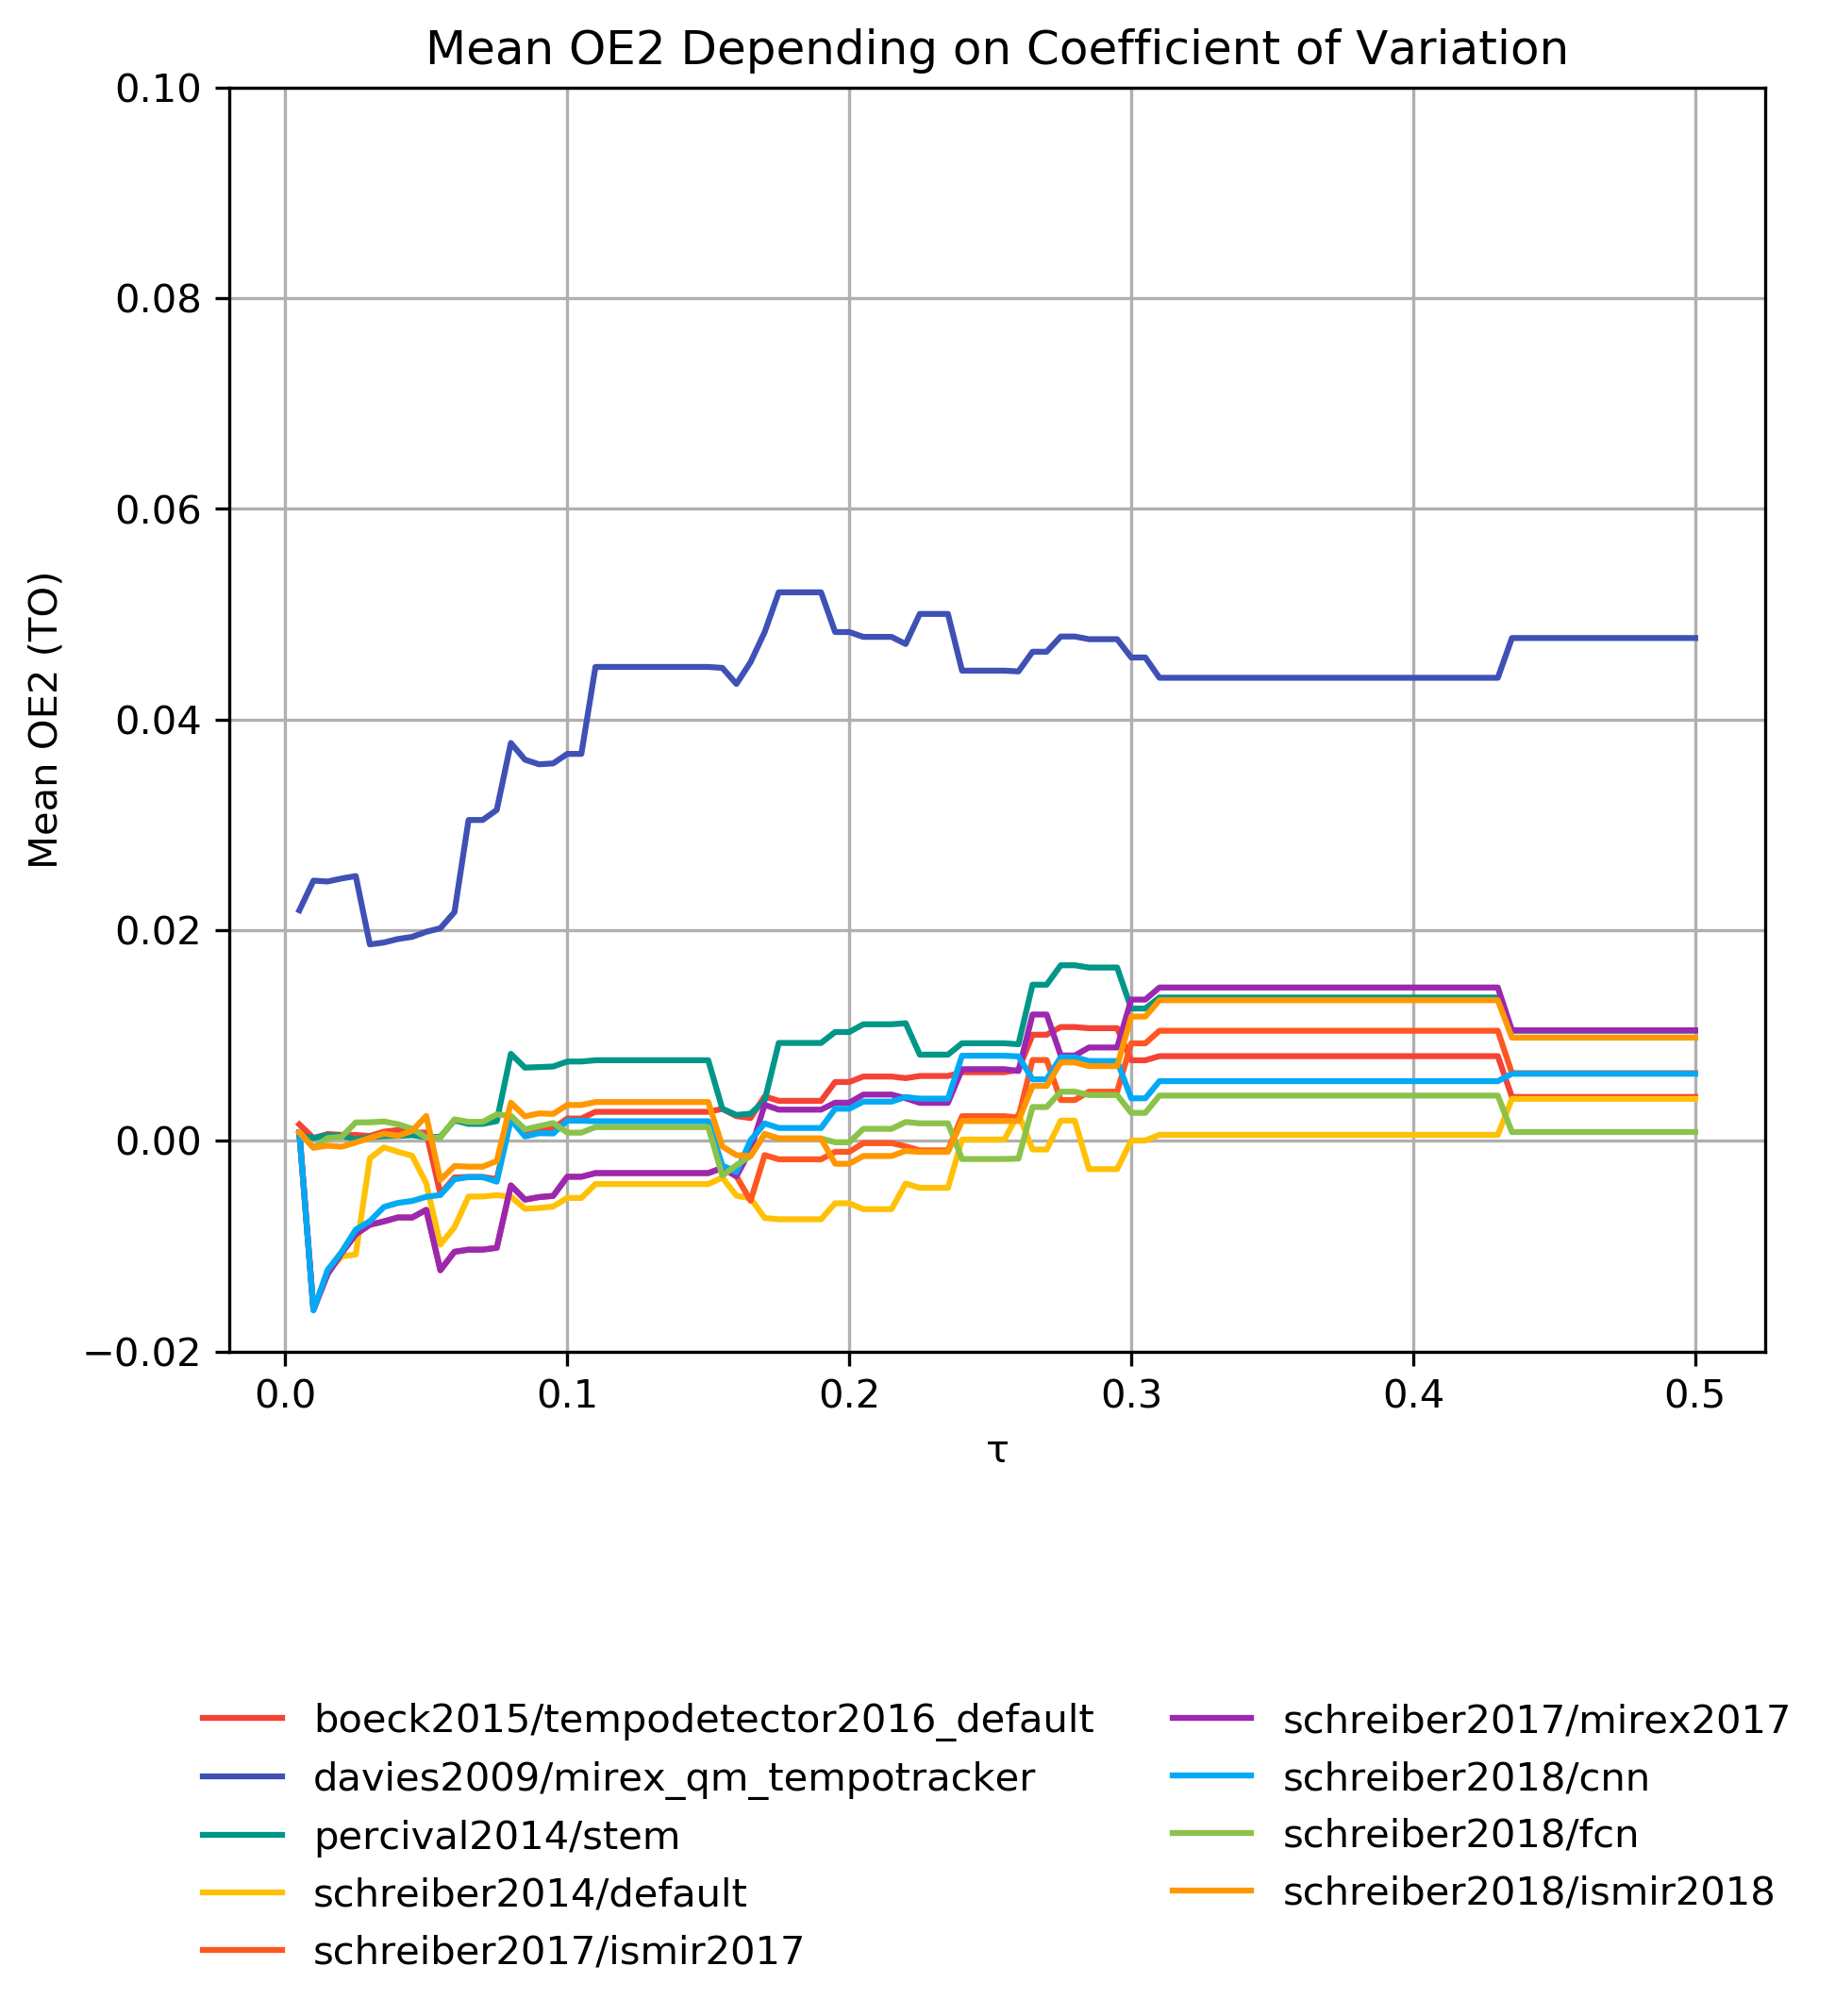 Mean OE2 Depending on Coefficient of Variation
0.10
0.08
0.06
0.04
0.02
0.00
−0.02
Mean OE2 (TO)
0.0 0.1 0.2 0.3 0.4 0.5
τ
boeck2015/tempodetector2016_default
davies2009/mirex_qm_tempotracker
percival2014/stem
schreiber2014/default
schreiber2017/ismir2017
schreiber2017/mirex2017
schreiber2018/cnn
schreiber2018/fcn
schreiber2018/ismir2018